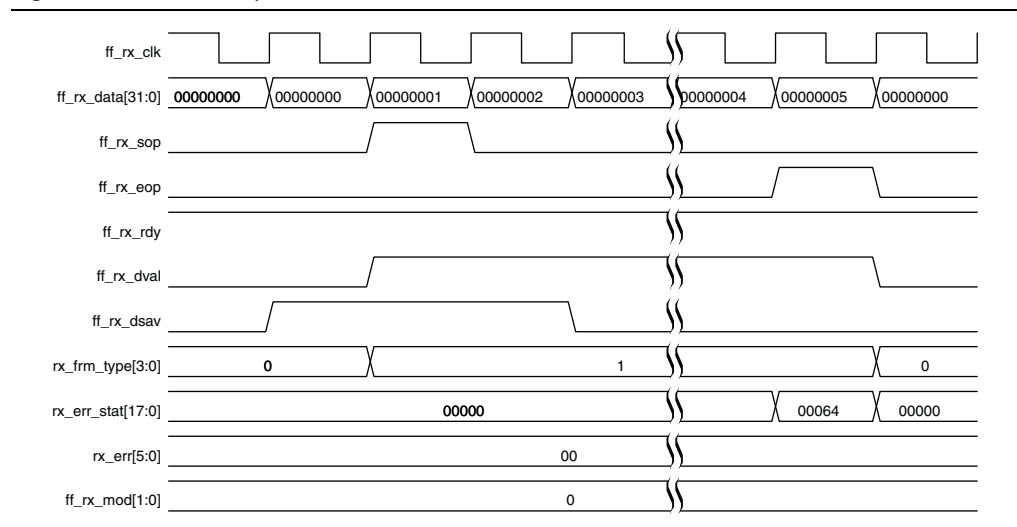 ff_rx_clk
ff_rx_data[31:0] 00000000 00000000 00000001 00000002 00000003 00000004 00000005 00000000
ff_rx_sop
ff_rx_eop
ff_rx_rdy
ff_rx_dval
ff_rx_dsav
rx_frm_type[3:0] 0 1 0
rx_err_stat[17:0] 00000 00064 00000
rx_err[5:0] 00
ff_rx_mod[1:0] 0